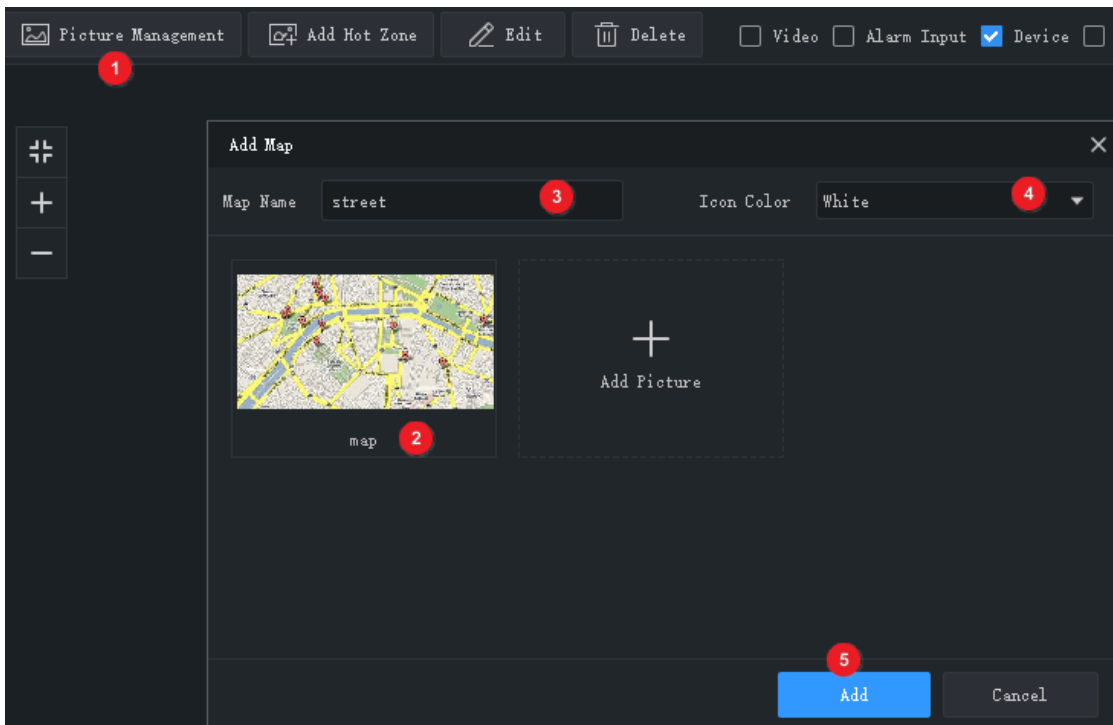 Picture Management Add Hot Zone Edit Delete Video Alarm Input Device
1
Add Map
Map Name street 3 Icon Color White 4
Add Picture
map 2
5
Add Cancel